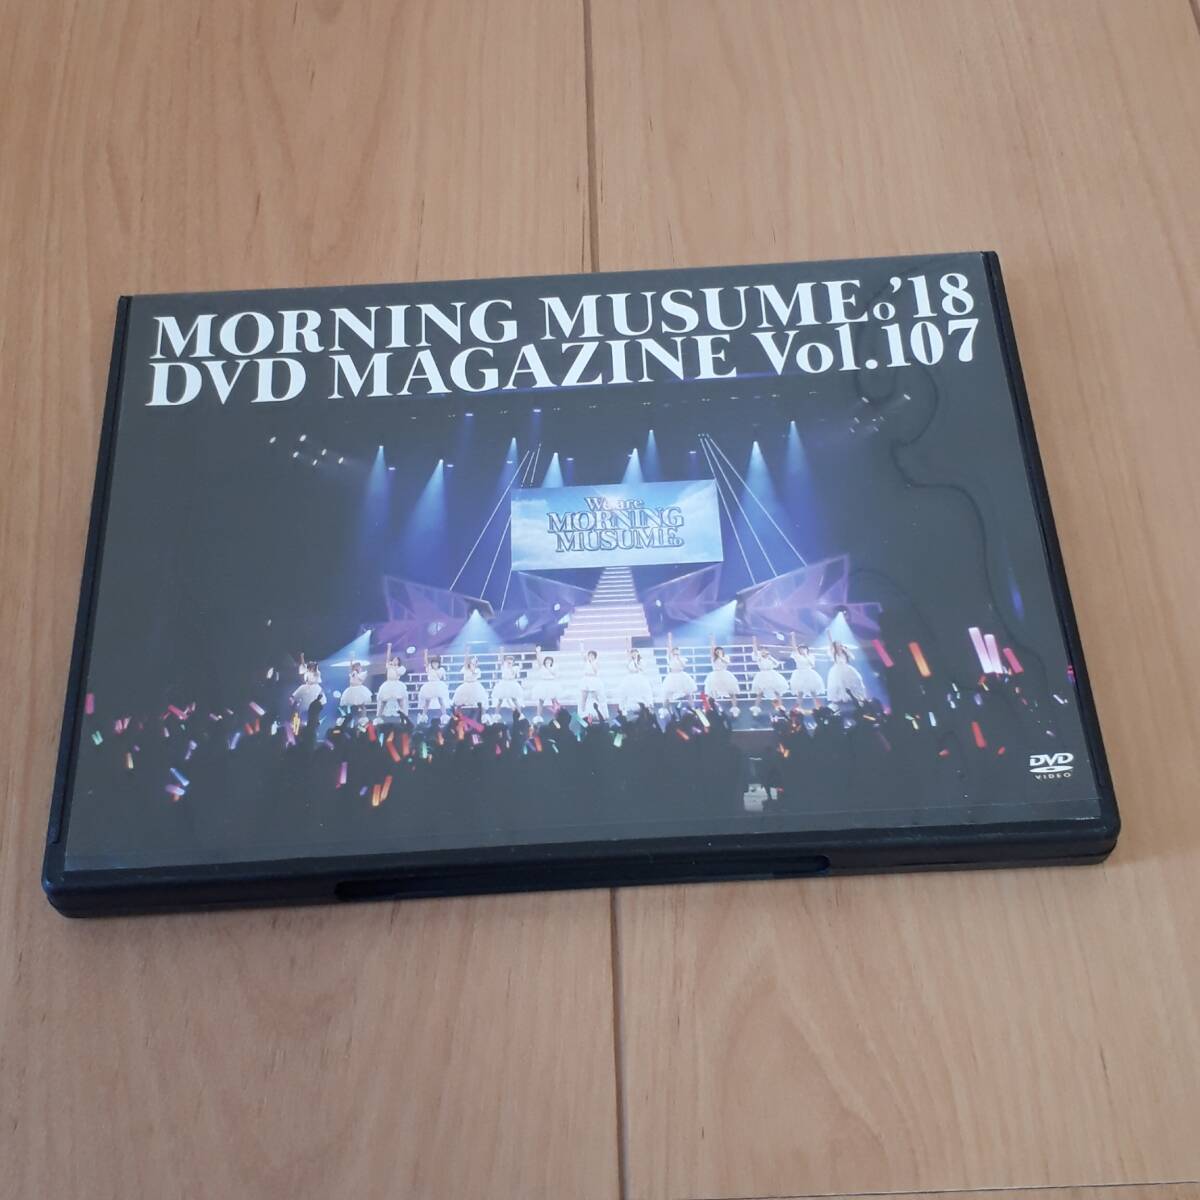 MORNING MUSUME。'18
DVD MAGAZINE Vol.107
We are
MORNING
MUSUME。
DVD
VIDEO